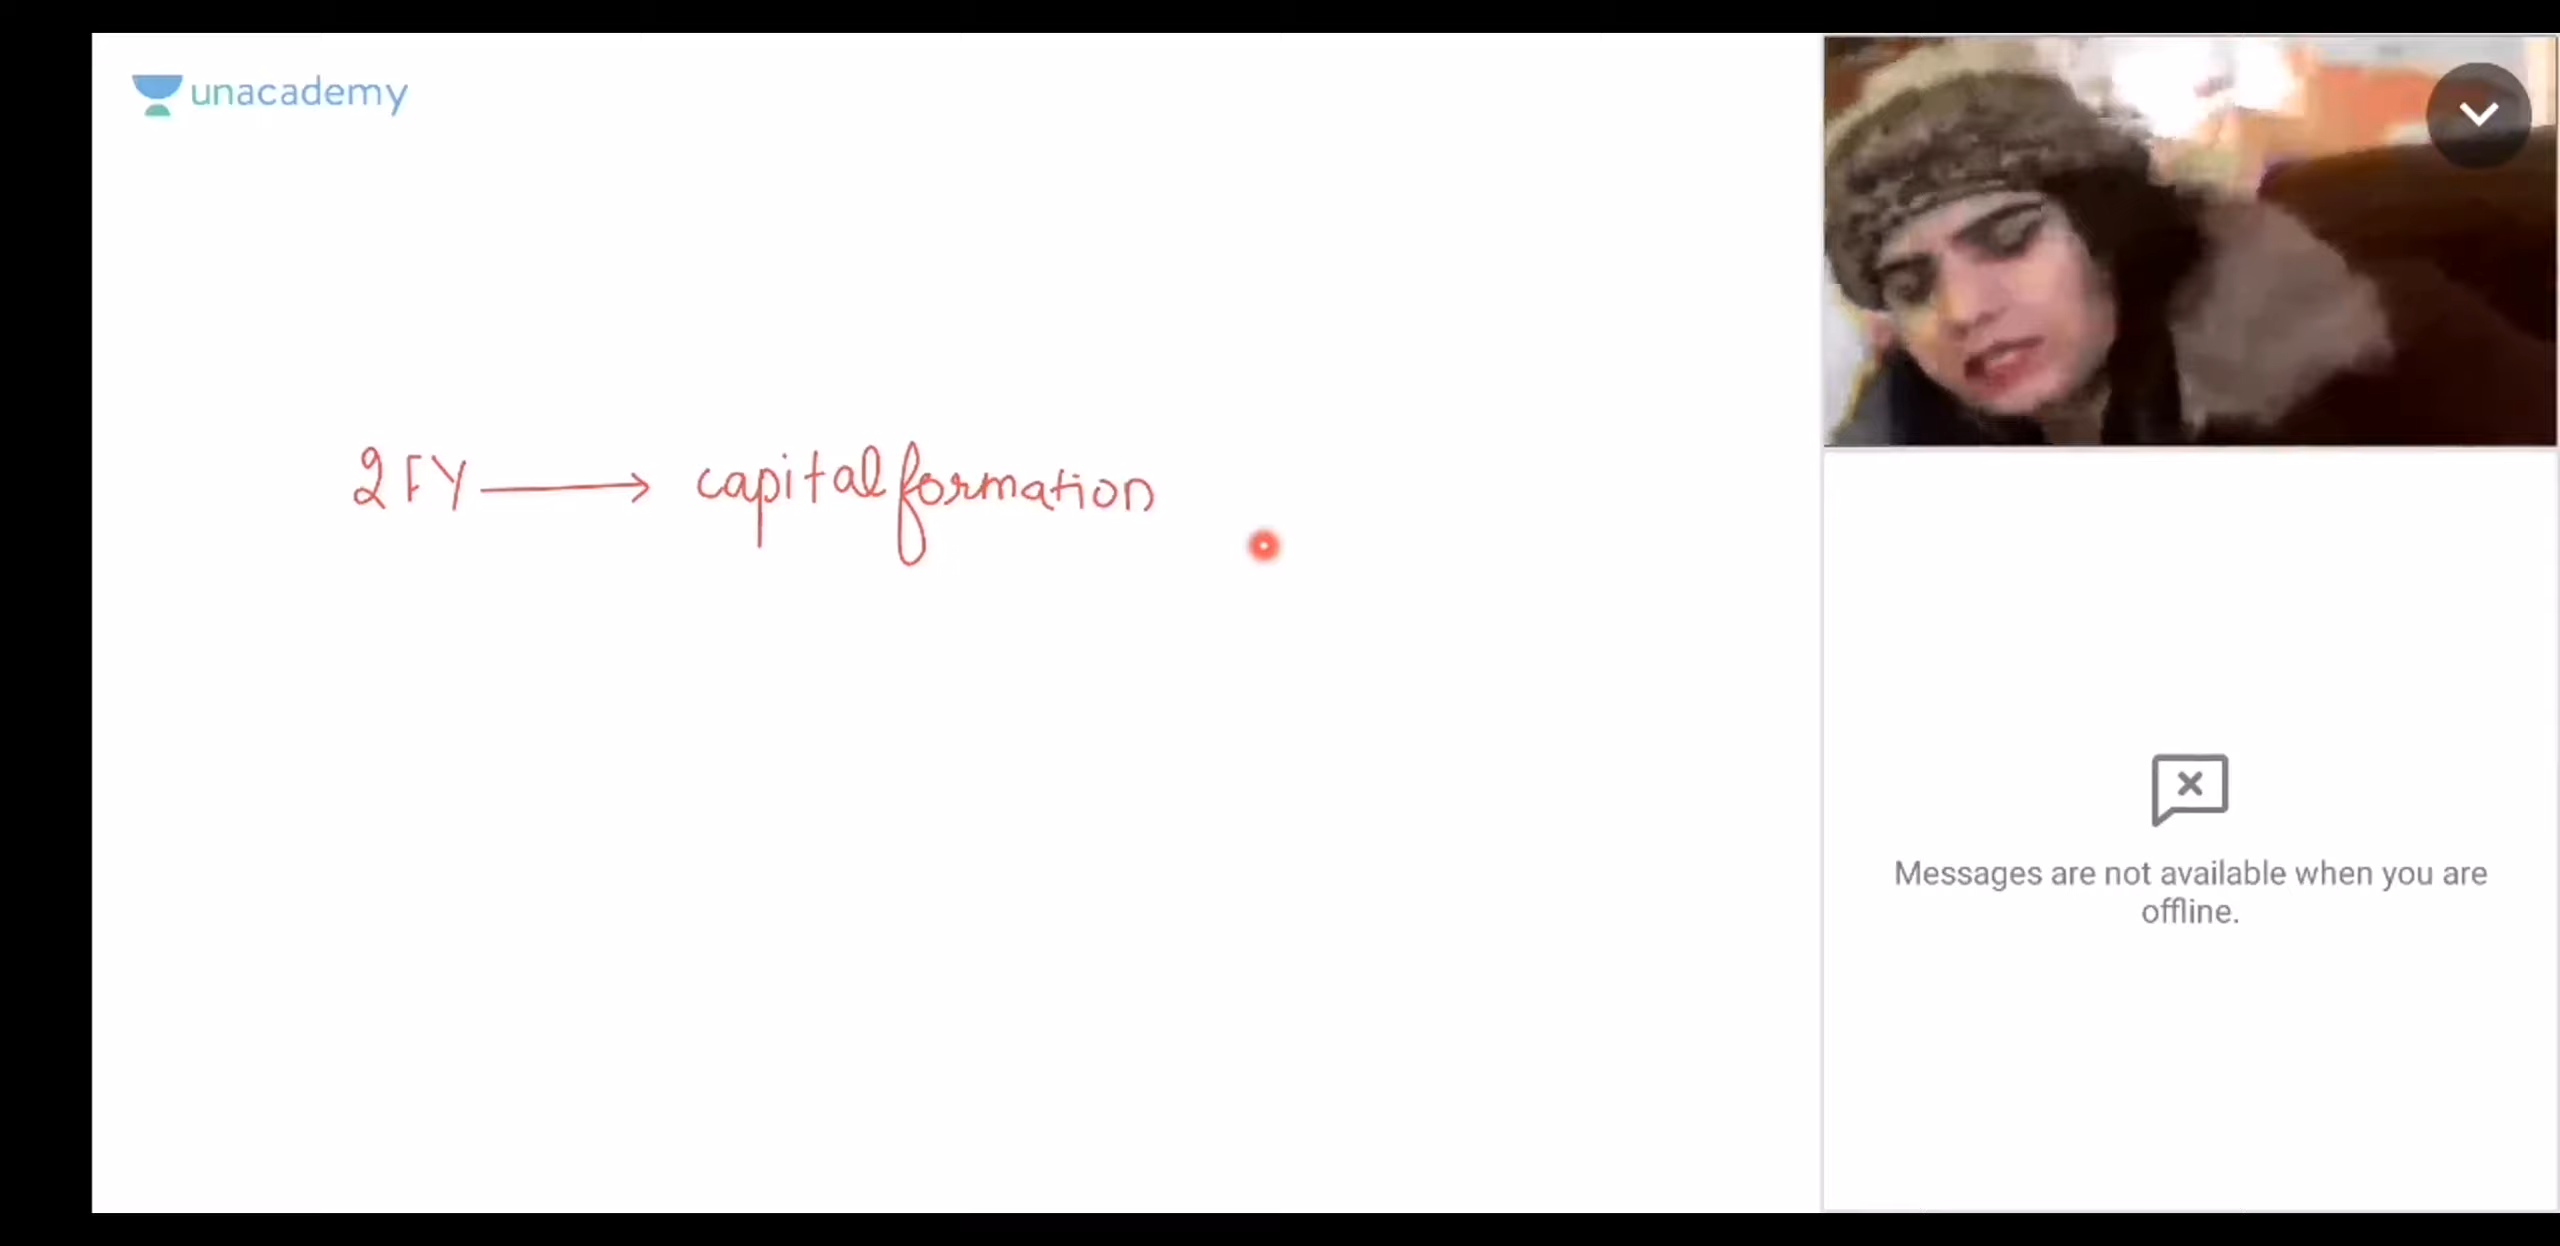 unacademy
2FY → capital formation
Messages are not available when you are
offline.